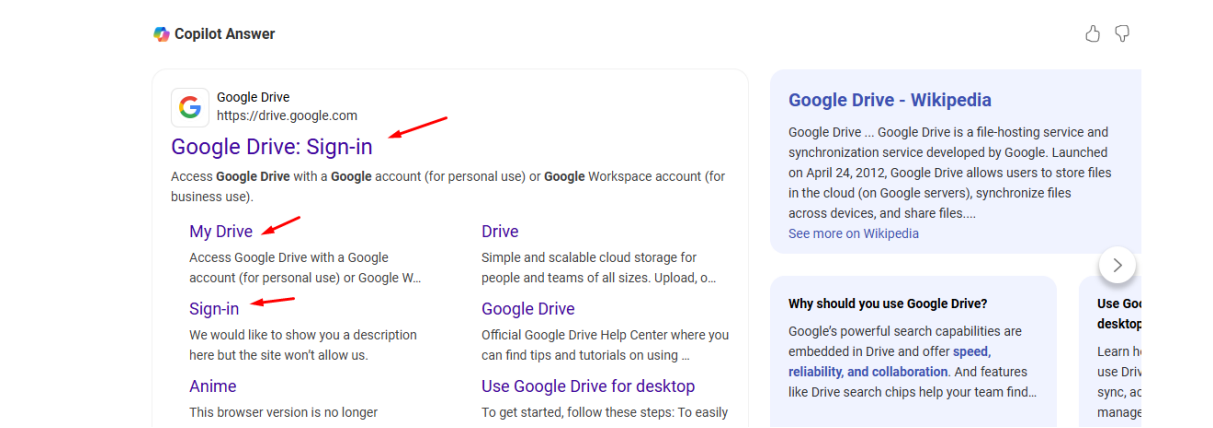 Copilot Answer
Google Drive
https://drive.google.com
Google Drive: Sign-in
Access Google Drive with a Google account (for personal use) or Google Workspace account (for
business use).
My Drive
Access Google Drive with a Google
account (for personal use) or Google W...
Sign-in
We would like to show you a description
here but the site won't allow us.
Anime
This browser version is no longer
Drive
Simple and scalable cloud storage for
people and teams of all sizes. Upload, o...
Google Drive
Official Google Drive Help Center where you
can find tips and tutorials on using ...
Use Google Drive for desktop
To get started, follow these steps: To easily
Google Drive - Wikipedia
Google Drive ... Google Drive is a file-hosting service and
synchronization service developed by Google. Launched
on April 24, 2012, Google Drive allows users to store files
in the cloud (on Google servers), synchronize files
across devices, and share files....
See more on Wikipedia
Why should you use Google Drive?
Google's powerful search capabilities are
embedded in Drive and offer speed,
reliability, and collaboration. And features
like Drive search chips help your team find...
Use
desktop
Learn
use
sync,
manage